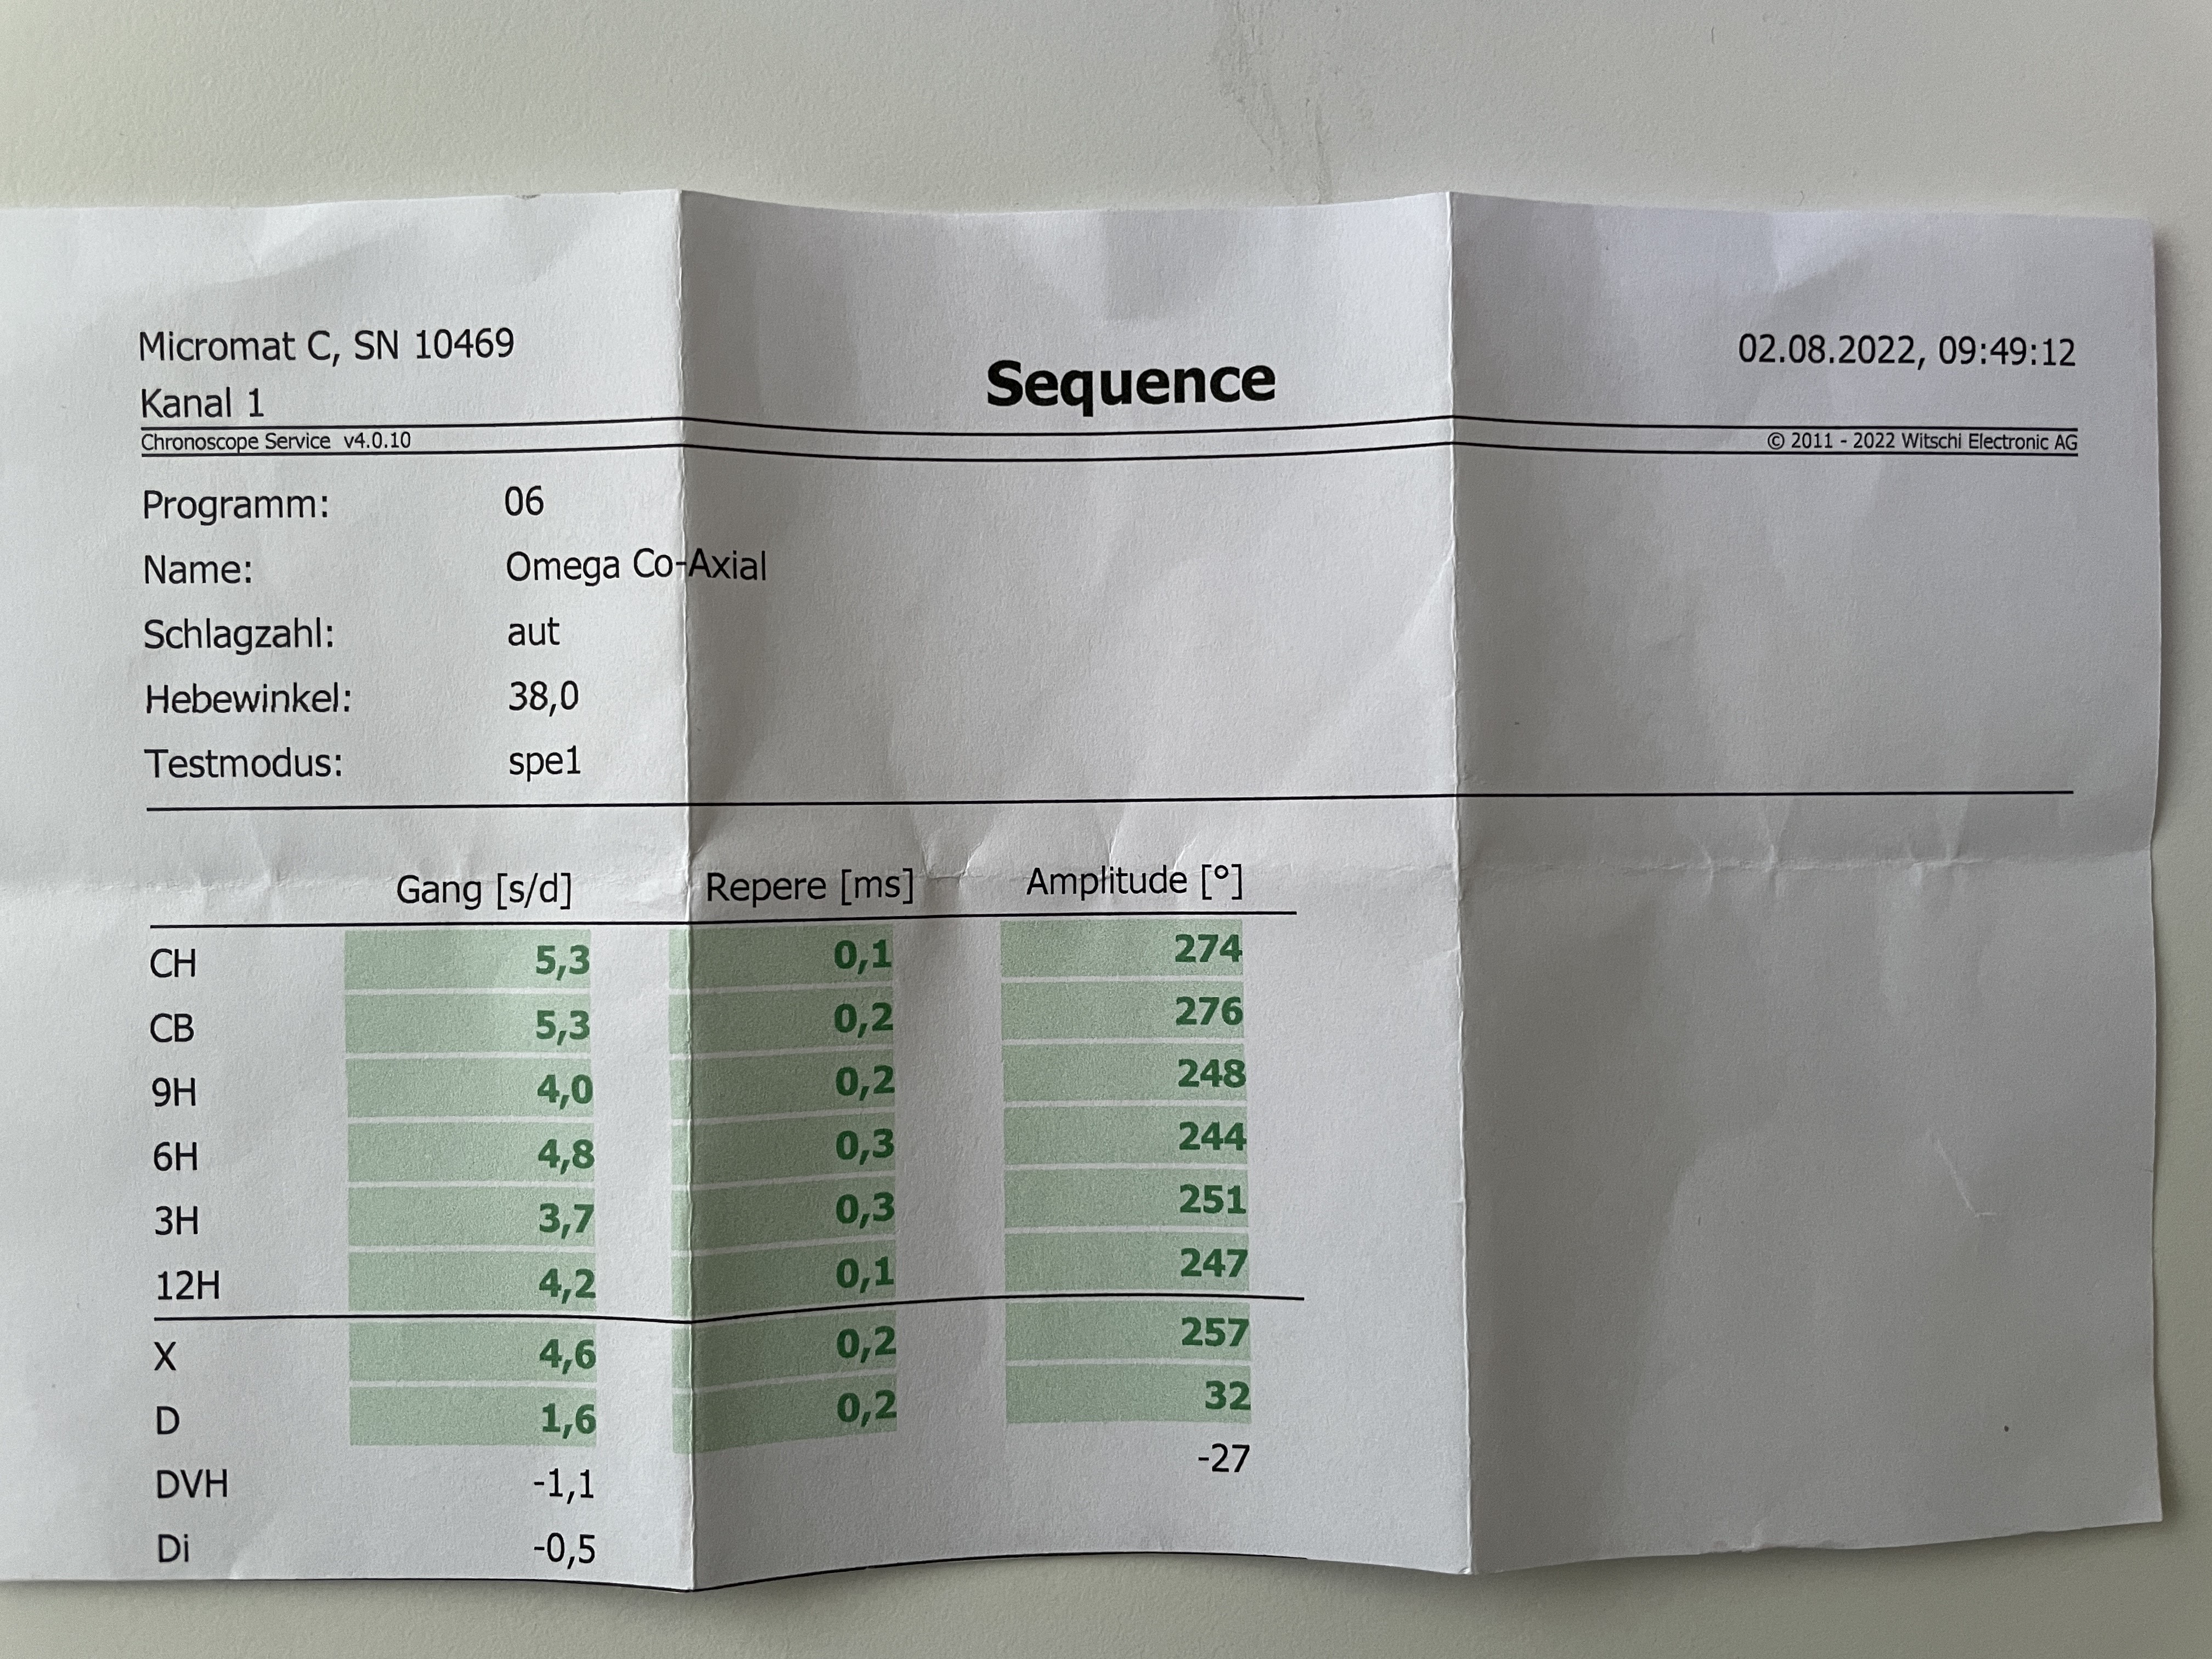 Micromat C, SN 10469
Kanal 1
Sequence
02.08.2022, 09:49:12
Chronoscope Service v4.0.10
© 2011 - 2022 Witschi Electronic AG
Programm: 06
Name: Omega Co-Axial
Schlagzahl: aut
Hebewinkel: 38,0
Testmodus: spe1
Gang [s/d] Repere [ms] Amplitude [°]
CH 5,3 0,1 274
CB 5,3 0,2 276
9H 4,0 0,2 248
6H 4,8 0,3 244
3H 3,7 0,3 251
12H 4,2 0,1 247
X 4,6 0,2 257
D 1,6 0,2 32
DVH -1,1 -27
Di -0,5